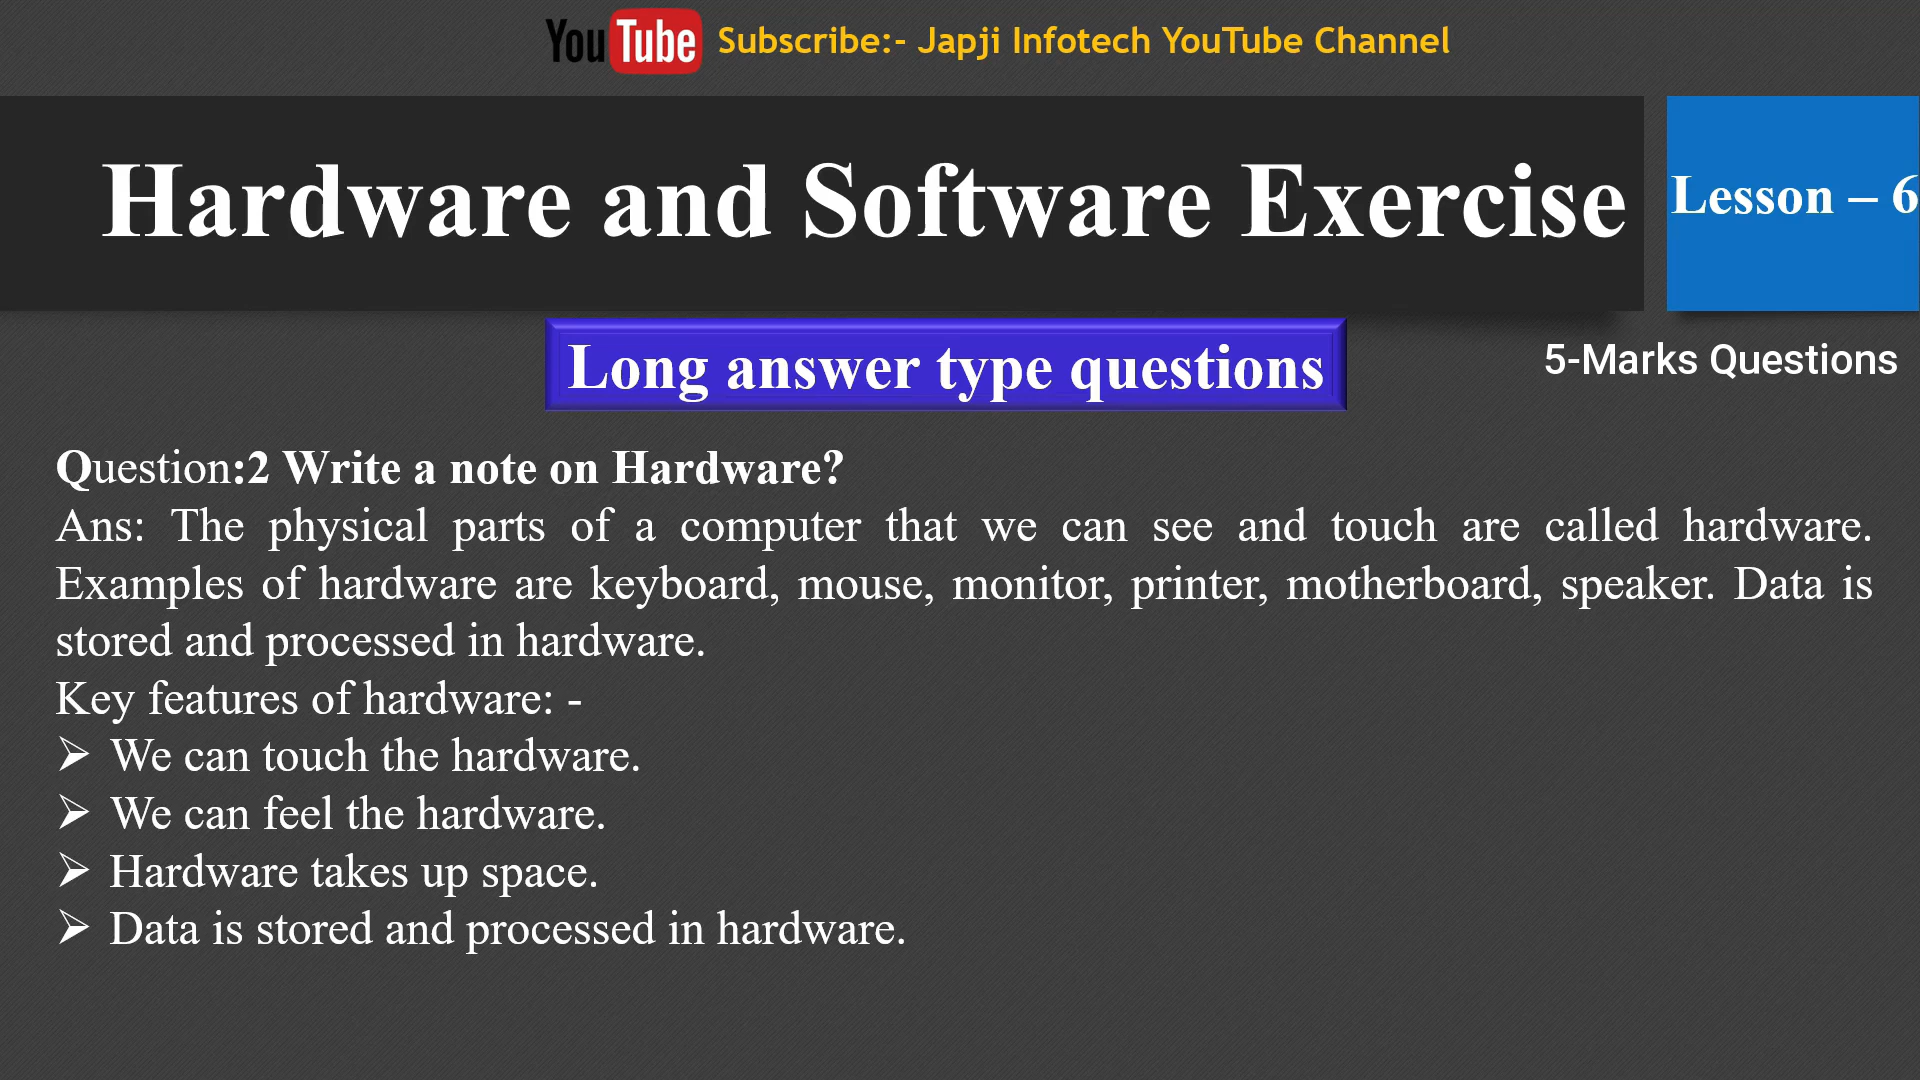 YouTube Subscribe:- Japji Infotech YouTube Channel
Hardware and Software Exercise
Lesson – 6
Long answer type questions
5-Marks Questions
Question:2 Write a note on Hardware?
Ans: The physical parts of a computer that we can see and touch are called hardware.
Examples of hardware are keyboard, mouse, monitor, printer, motherboard, speaker. Data is
stored and processed in hardware.
Key features of hardware: -
➢ We can touch the hardware.
➢ We can feel the hardware.
➢ Hardware takes up space.
➢ Data is stored and processed in hardware.